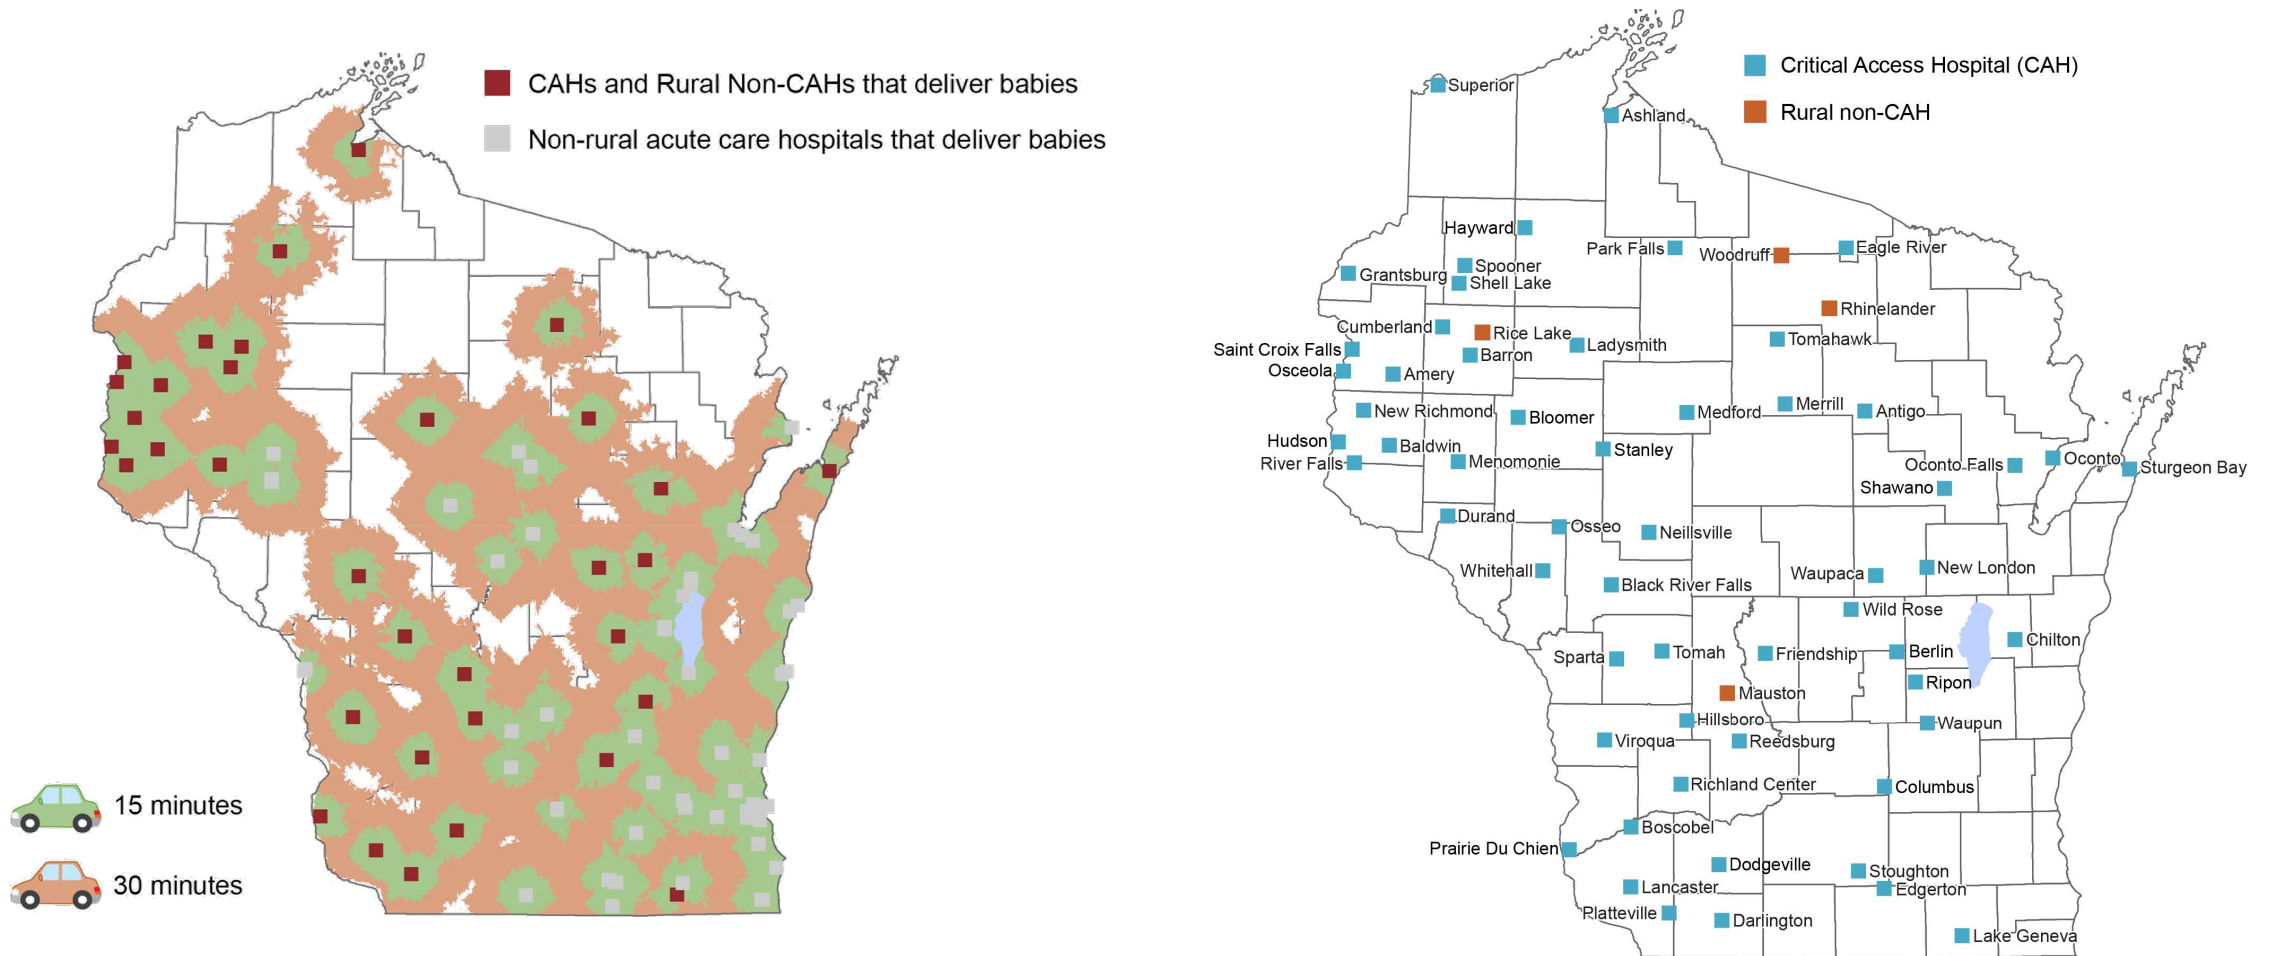 CAHs and Rural Non-CAHs that deliver babies
Non-rural acute care hospitals that deliver babies
15 minutes
30 minutes
Critical Access Hospital (CAH)
Rural non-CAH
Superior
Ashland
Hayward
Park Falls
Woodruff
Eagle River
Grantsburg
Spooner
Shell Lake
Rhinelander
Cumberland
Rice Lake
Tomahawk
Saint Croix Falls
Barron
Ladysmith
Osceola
Amery
New Richmond
Bloomer
Medford
Merrill
Antigo
Hudson
Baldwin
Stanley
River Falls
Menomonie
Oconto Falls
Oconto
Sturgeon Bay
Shawano
Durand
Osseo
Neillsville
Whitehall
Black River Falls
Waupaca
New London
Wild Rose
Sparta
Tomah
Friendship
Berlin
Chilton
Ripon
Mauston
Hillsboro
Waupun
Viroqua
Reedsburg
Richland Center
Columbus
Boscobel
Prairie Du Chien
Dodgeville
Stoughton
Lancaster
Edgerton
Platteville
Darlington
Lake Geneva